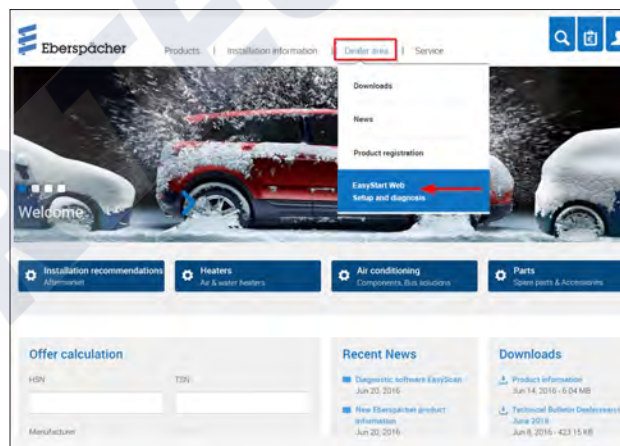 Eberspächer
Products | Installation information | Dealer area | Service
Downloads
News
Product registration
EasyStart Web
Setup and diagnosis
Welcome
Installation recommendations
Aftermarket
Heaters
Air & water heaters
Air conditioning
Components, Bus solutions
Parts
Spare parts & Accessories
Offer calculation
HSN
TSN
Manufacturer
Recent News
Diagnostic software EasyScan
Jun 20, 2016
New Eberspächer product
information
Jun 20, 2016
Downloads
Product information
Jun 14, 2016 - 6.04 MB
Technical Bulletin Dealersearch
June 2016
Jun 8, 2016 - 423.15 KB